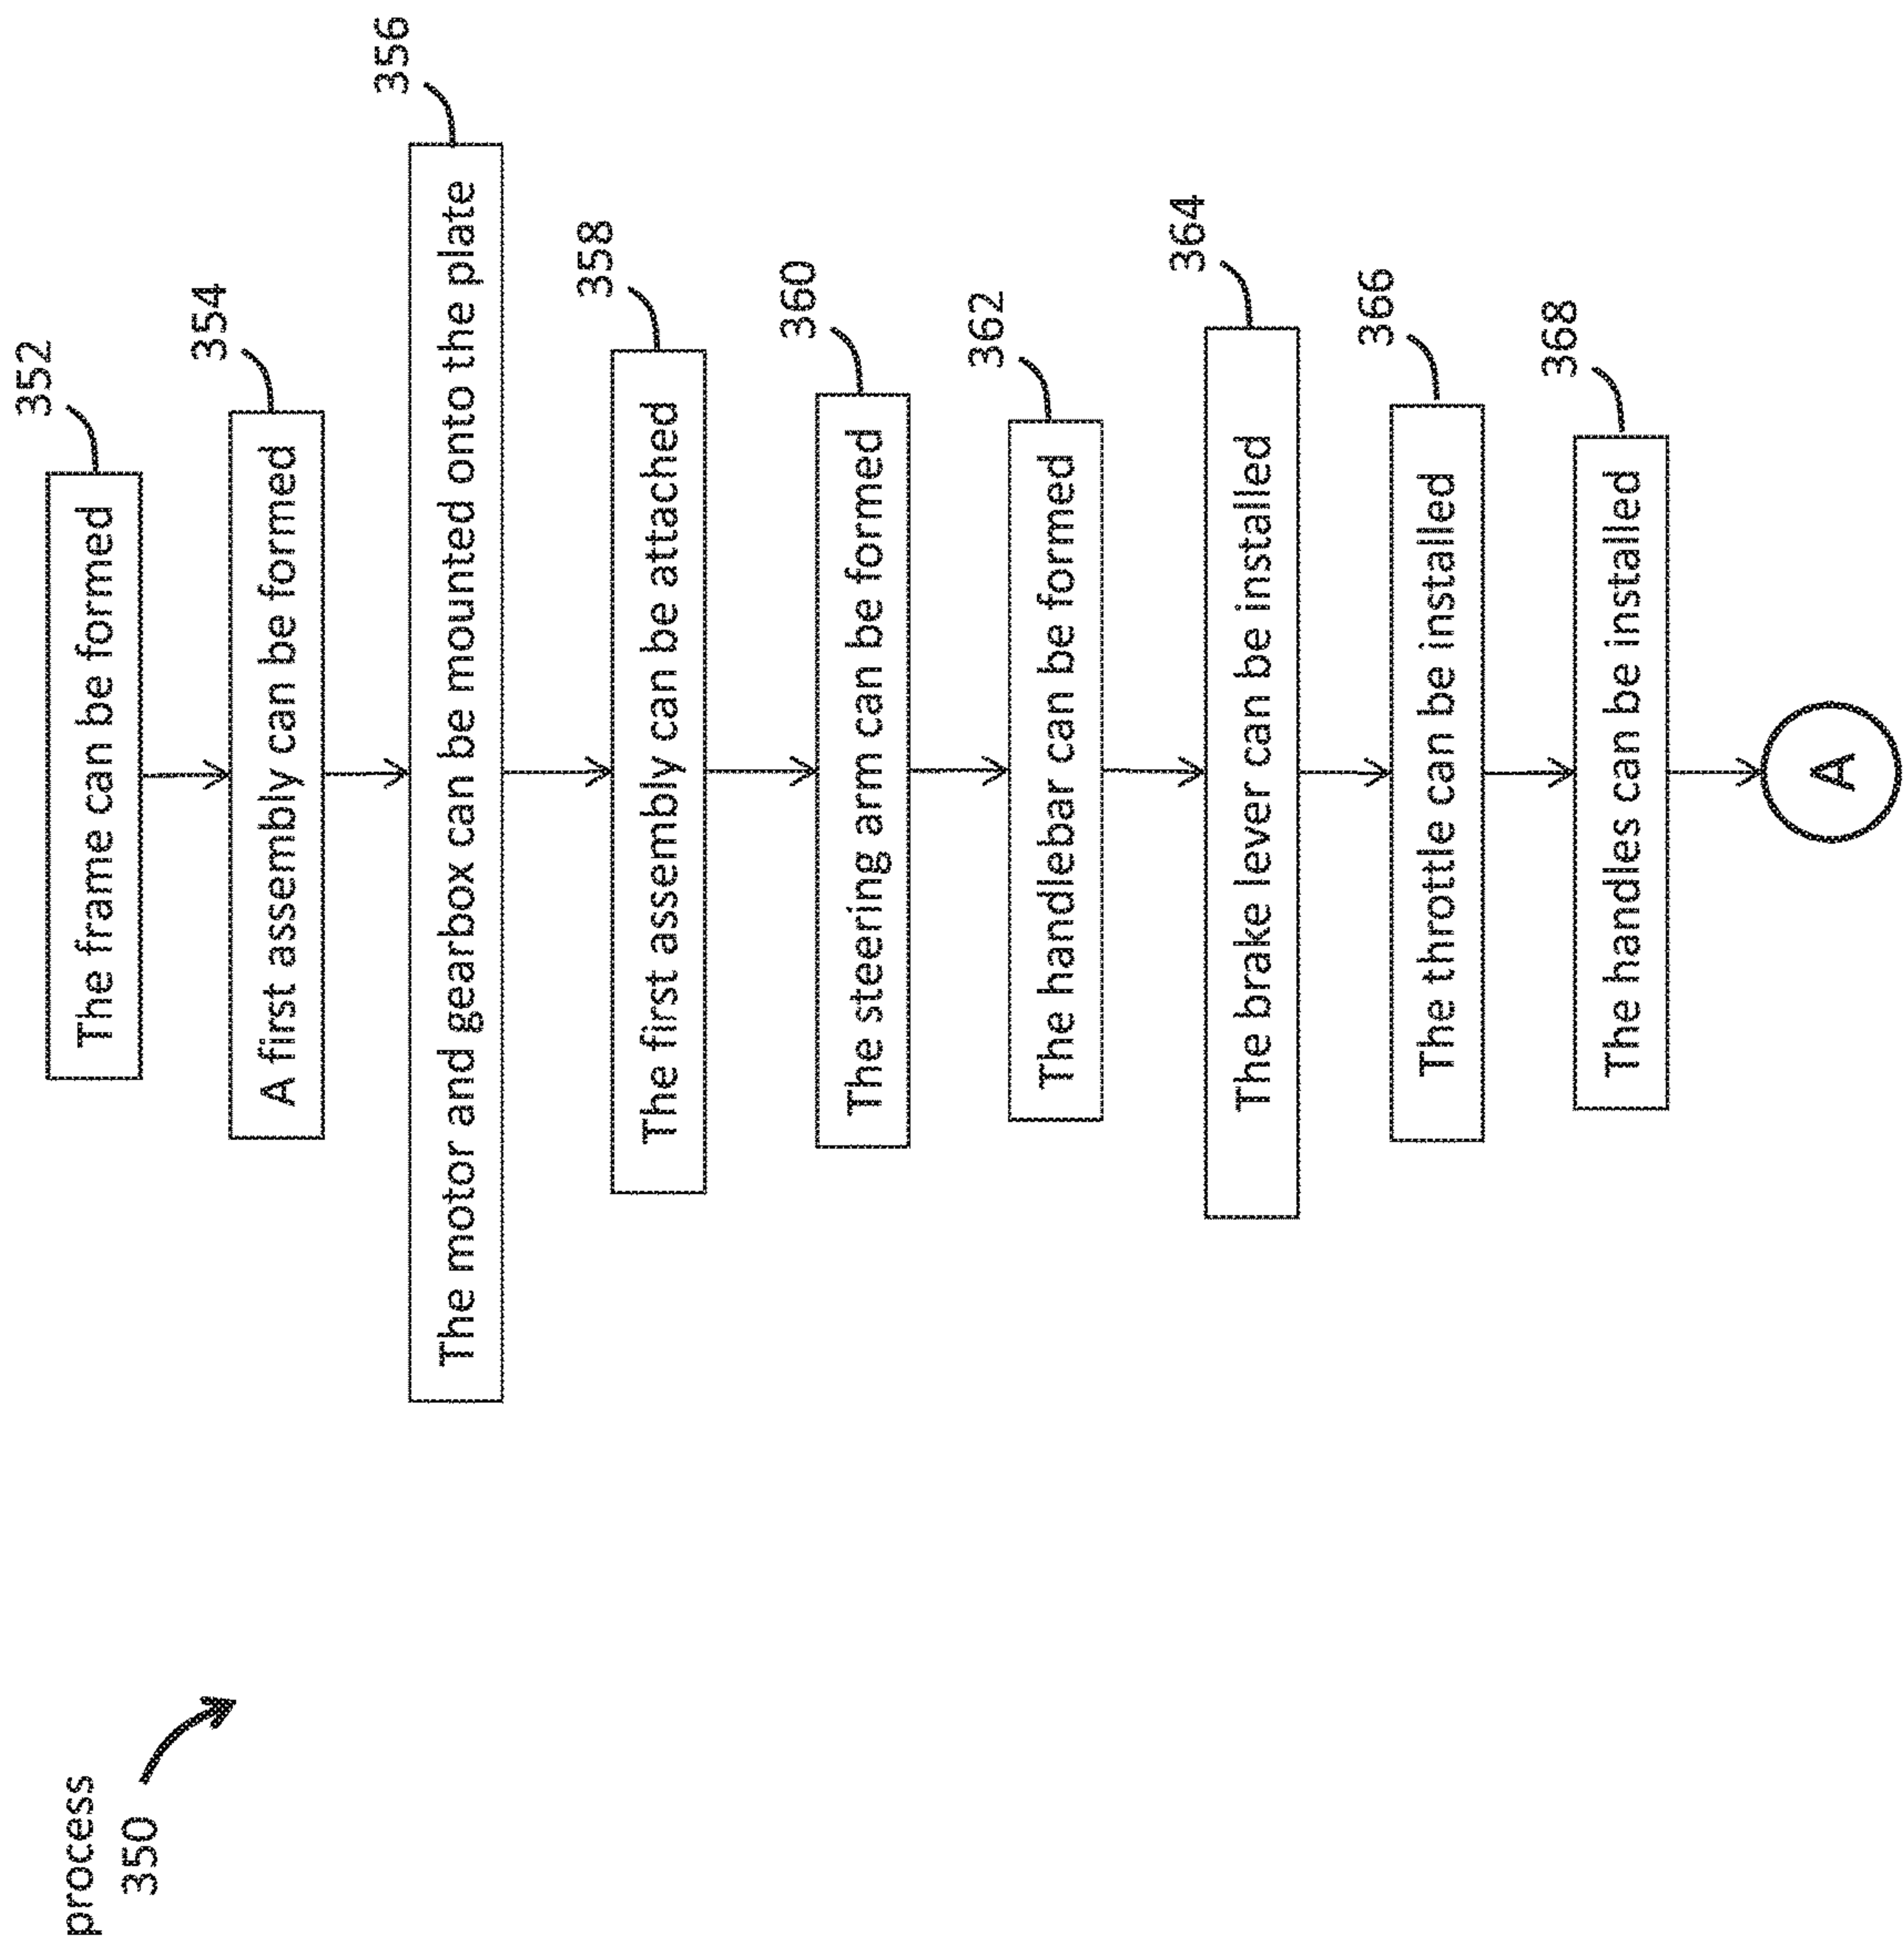 process
350
352
The frame can be formed
354
A first assembly can be formed
356
The motor and gearbox can be mounted onto the plate
358
The first assembly can be attached
360
The steering arm can be formed
362
The handlebar can be formed
364
The brake lever can be installed
366
The throttle can be installed
368
The handles can be installed
A